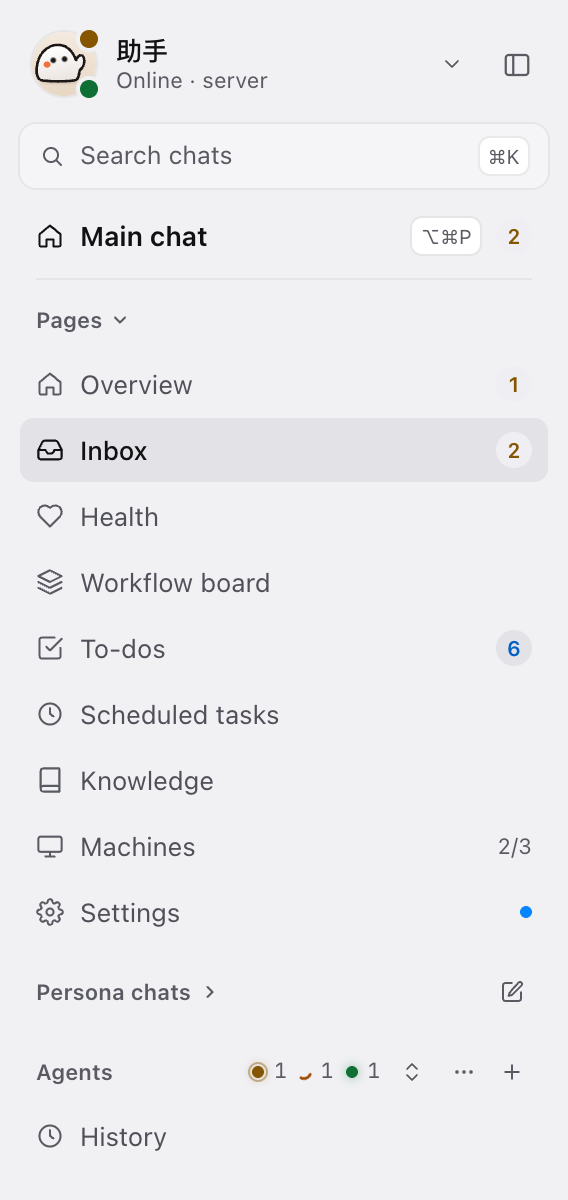 助手
Online · server
Search chats ⌘K
Main chat ⌥⌘P 2
Pages
Overview 1
Inbox 2
Health
Workflow board
To-dos 6
Scheduled tasks
Knowledge
Machines 2/3
Settings
Persona chats
Agents 1 1 1
History